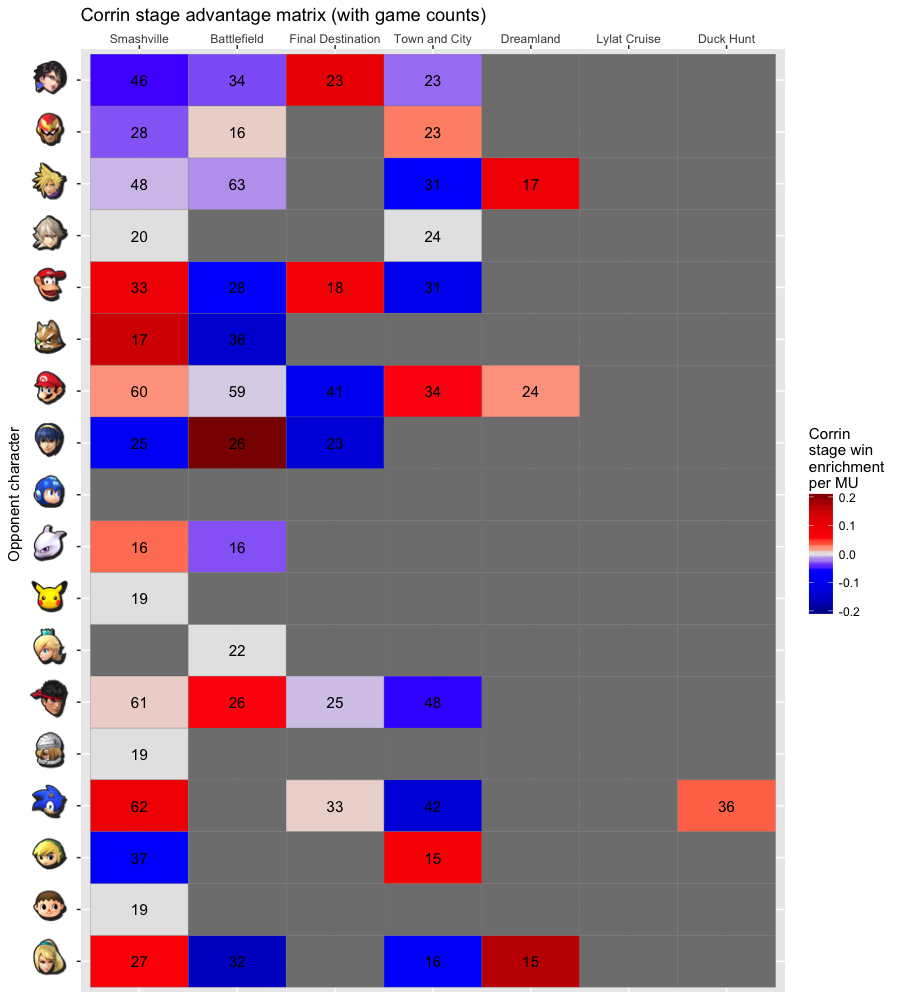 Corrin stage advantage matrix (with game counts)
Smashville Battlefield Final Destination Town and City Dreamland Lylat Cruise Duck Hunt
46 34 23 23
28 16 23
48 63 31 17
20 24
33 28 18 31
17 36
60 59 41 34 24
25 26 23
16 16
19
22
61 26 25 48
19
62 33 42 36
37 15
19
27 32 16 15
Opponent character
Corrin
stage win
enrichment
per MU
0.2
0.1
0.0
-0.1
-0.2